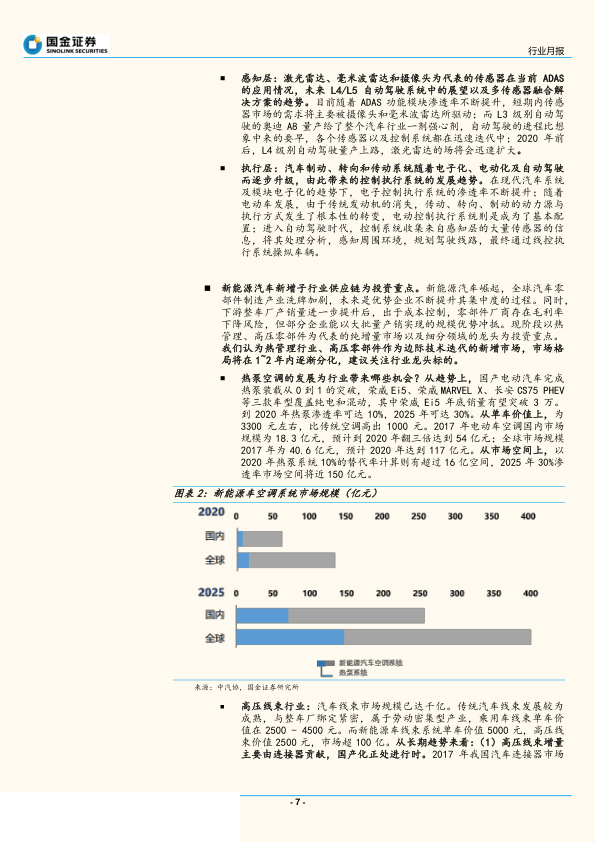 国金证券
SINOLINK SECURITIES
行业月报
■ 感知层:激光雷达、毫米波雷达和摄像头为代表的传感器在当前 ADAS
的应用情况,未来 L4/L5 自动驾驶系统中的展望以及多传感器融合解
决方案的趋势。目前随着 ADAS 功能模块渗透率不断提升,短期内传感
器市场的需求将主要被摄像头和毫米波雷达所驱动;而 L3 级别自动驾
驶的奥迪 A8 量产给了整个汽车行业一剂强心剂,自动驾驶的进程比想
象中来的要早,各个传感器以及控制系统都在迅速迭代中;2020 年前
后,L4 级别自动驾驶量产上路,激光雷达的场将会迅速扩大。
■ 执行层:汽车制动、转向和传动系统随着电子化、电动化及自动驾驶
而逐步升级,由此带来的控制执行系统的发展趋势。在现代汽车系统
及模块电子化的趋势下,电子控制执行系统的渗透率不断提升;随着
电动车发展,由于传统发动机的消失,传动、转向、制动的动力源与
执行方式发生了根本性的转变,电动控制执行系统则是成为了基本配
置;进入自动驾驶时代,控制系统收集来自感知层的大量传感器的信
息,将其处理分析,感知周围环境,规划驾驶线路,最终通过线控执
行系统操纵车辆。
■ 新能源汽车新增子行业供应链为投资重点。新能源汽车崛起,全球汽车零
部件制造产业洗牌加剧,未来是优势企业不断提升其集中度的过程。同时,
下游整车厂产销量进一步提升后,出于成本控制,零部件厂商存在毛利率
下降风险,但部分企业能以大批量产销实现的规模优势冲抵。现阶段以热
管理、高压零部件为代表的纯增量市场以及细分领域的龙头为投资重点。
我们认为热管理行业、高压零部件作为边际技术迭代的新增市场,市场格
局将在 1~2 年内逐渐分化,建议关注行业龙头标的。
■ 热泵空调的发展为行业带来哪些机会?从趋势上,国产电动汽车完成
热泵装载从 0 到 1 的突破,荣威 Ei5、荣威 MARVEL X、长安 CS75 PHEV
等三款车型覆盖纯电和混动,其中荣威 Ei5 年底销量有望突破 3 万。
到 2020 年热泵渗透率可达 10%,2025 年可达 30%。从单车价值上,为
3300 元左右,比传统空调高出 1000 元。2017 年电动车空调国内市场
规模为 18.3 亿元,预计到 2020 年翻三倍达到 54 亿元;全球市场规模
2017 年为 40.6 亿元,预计 2020 年达到 117 亿元。从市场空间上,以
2020 年热泵系统 10%的替代率计算则有超过 16 亿空间,2025 年 30%渗
透率市场空间将近 150 亿元。
图表 2:新能源车空调系统市场规模(亿元)
2020 0 50 100 150 200 250 300 350 400
国内
全球
2025 0 50 100 150 200 250 300 350 400
国内
全球
新能源汽车空调系统
热泵系统
来源:中汽协,国金证券研究所
■ 高压线束行业:汽车线束市场规模已达千亿。传统汽车线束发展较为
成熟,与整车厂绑定紧密,属于劳动密集型产业,乘用车线束单车价
值在 2500 - 4500 元。而新能源车线束系统单车价值 5000 元,高压线
束价值 2500 元,市场超 100 亿。从长期趋势来看:(1)高压线束增量
主要由连接器贡献,国产化正处进行时。2017 年我国汽车连接器市场
- 7 -